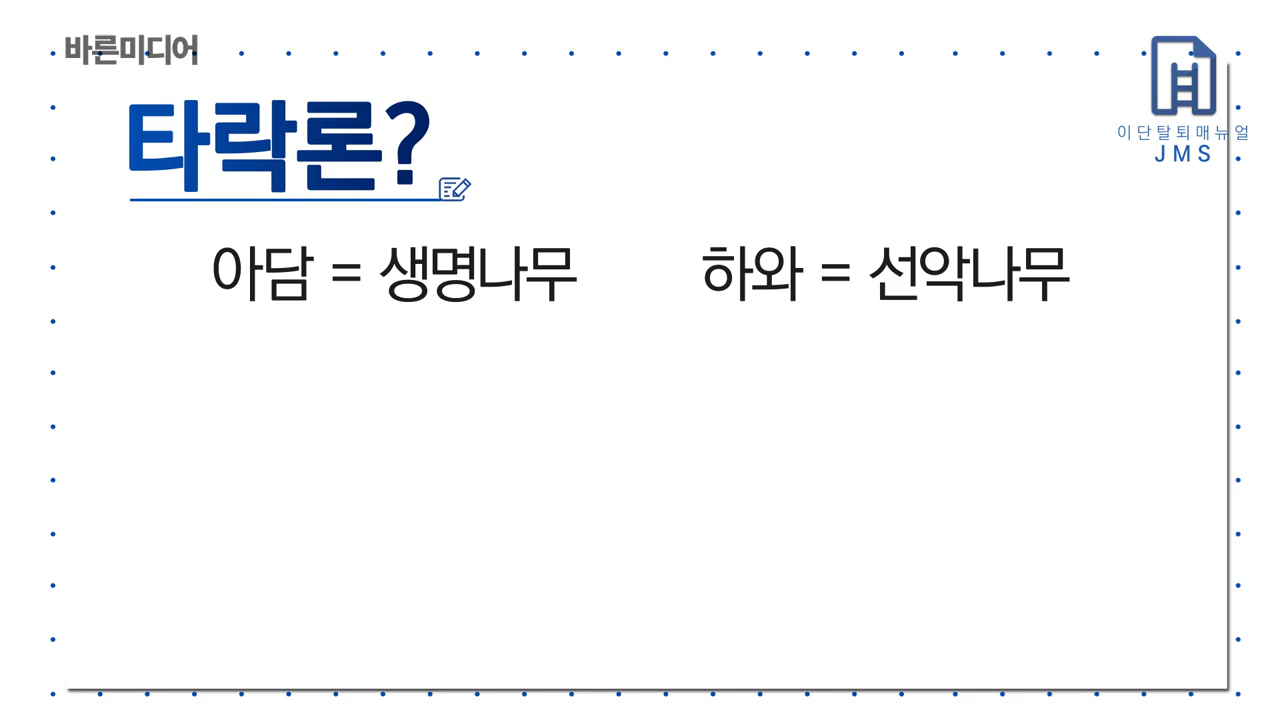 바른미디어
이단탈퇴매뉴얼
JMS
타락론?
아담 = 생명나무
하와 = 선악나무